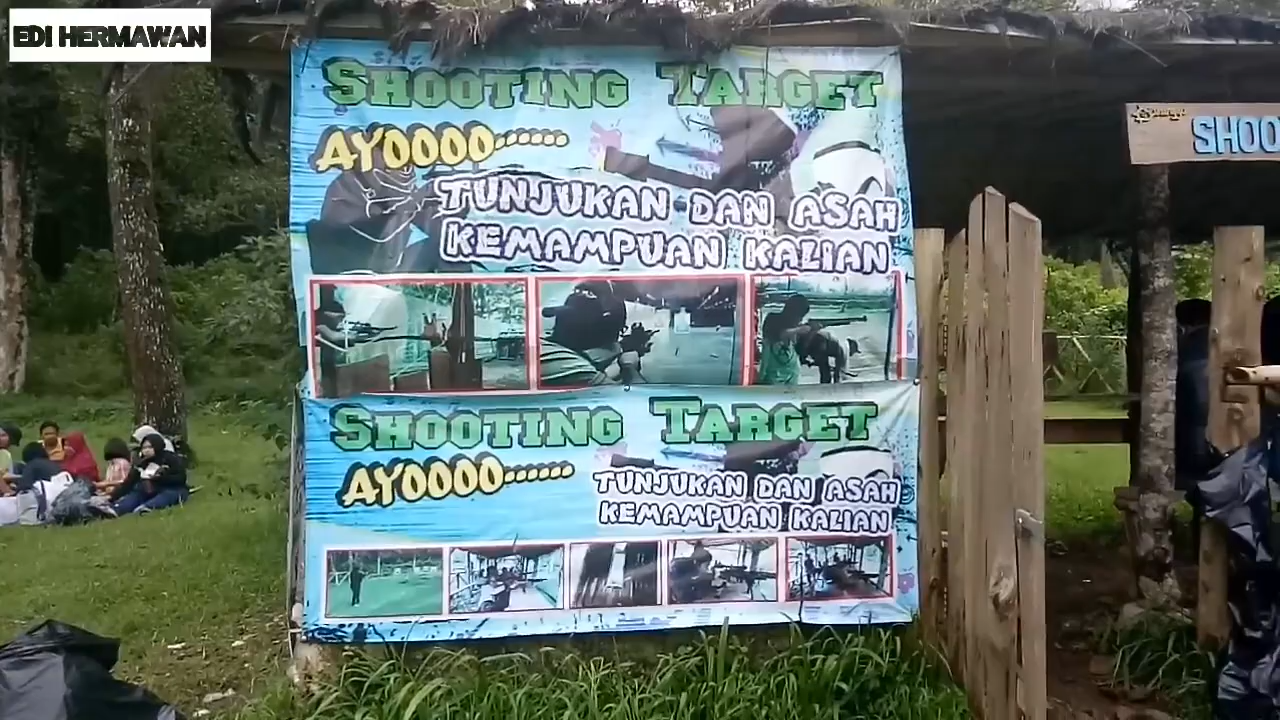 EDI HERMAWAN
SHOOTING TARGET
AYOOOO......
TUNJUKAN DAN ASAH
KEMAMPUAN KALIAN
SHOOTING TARGET
AYOOOO......
TUNJUKAN DAN ASAH
KEMAMPUAN KALIAN
SHOO